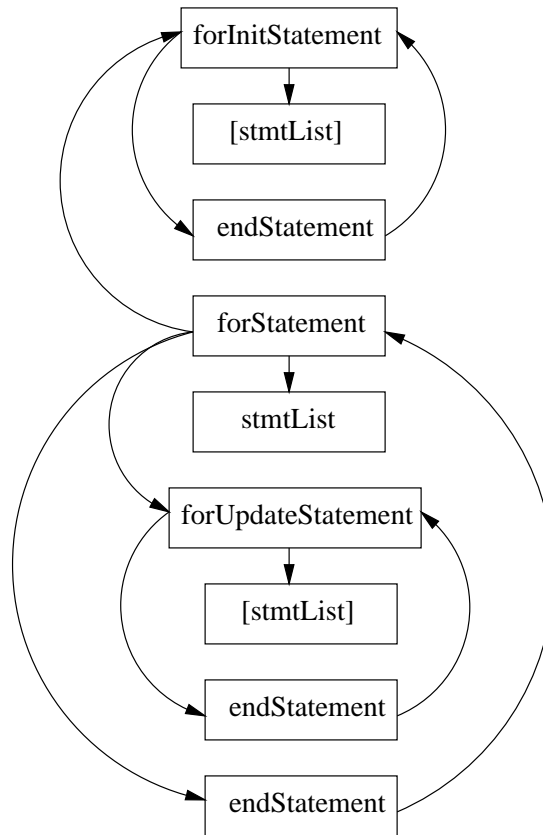 forInitStatement
[stmtList]
endStatement
forStatement
stmtList
forUpdateStatement
[stmtList]
endStatement
endStatement